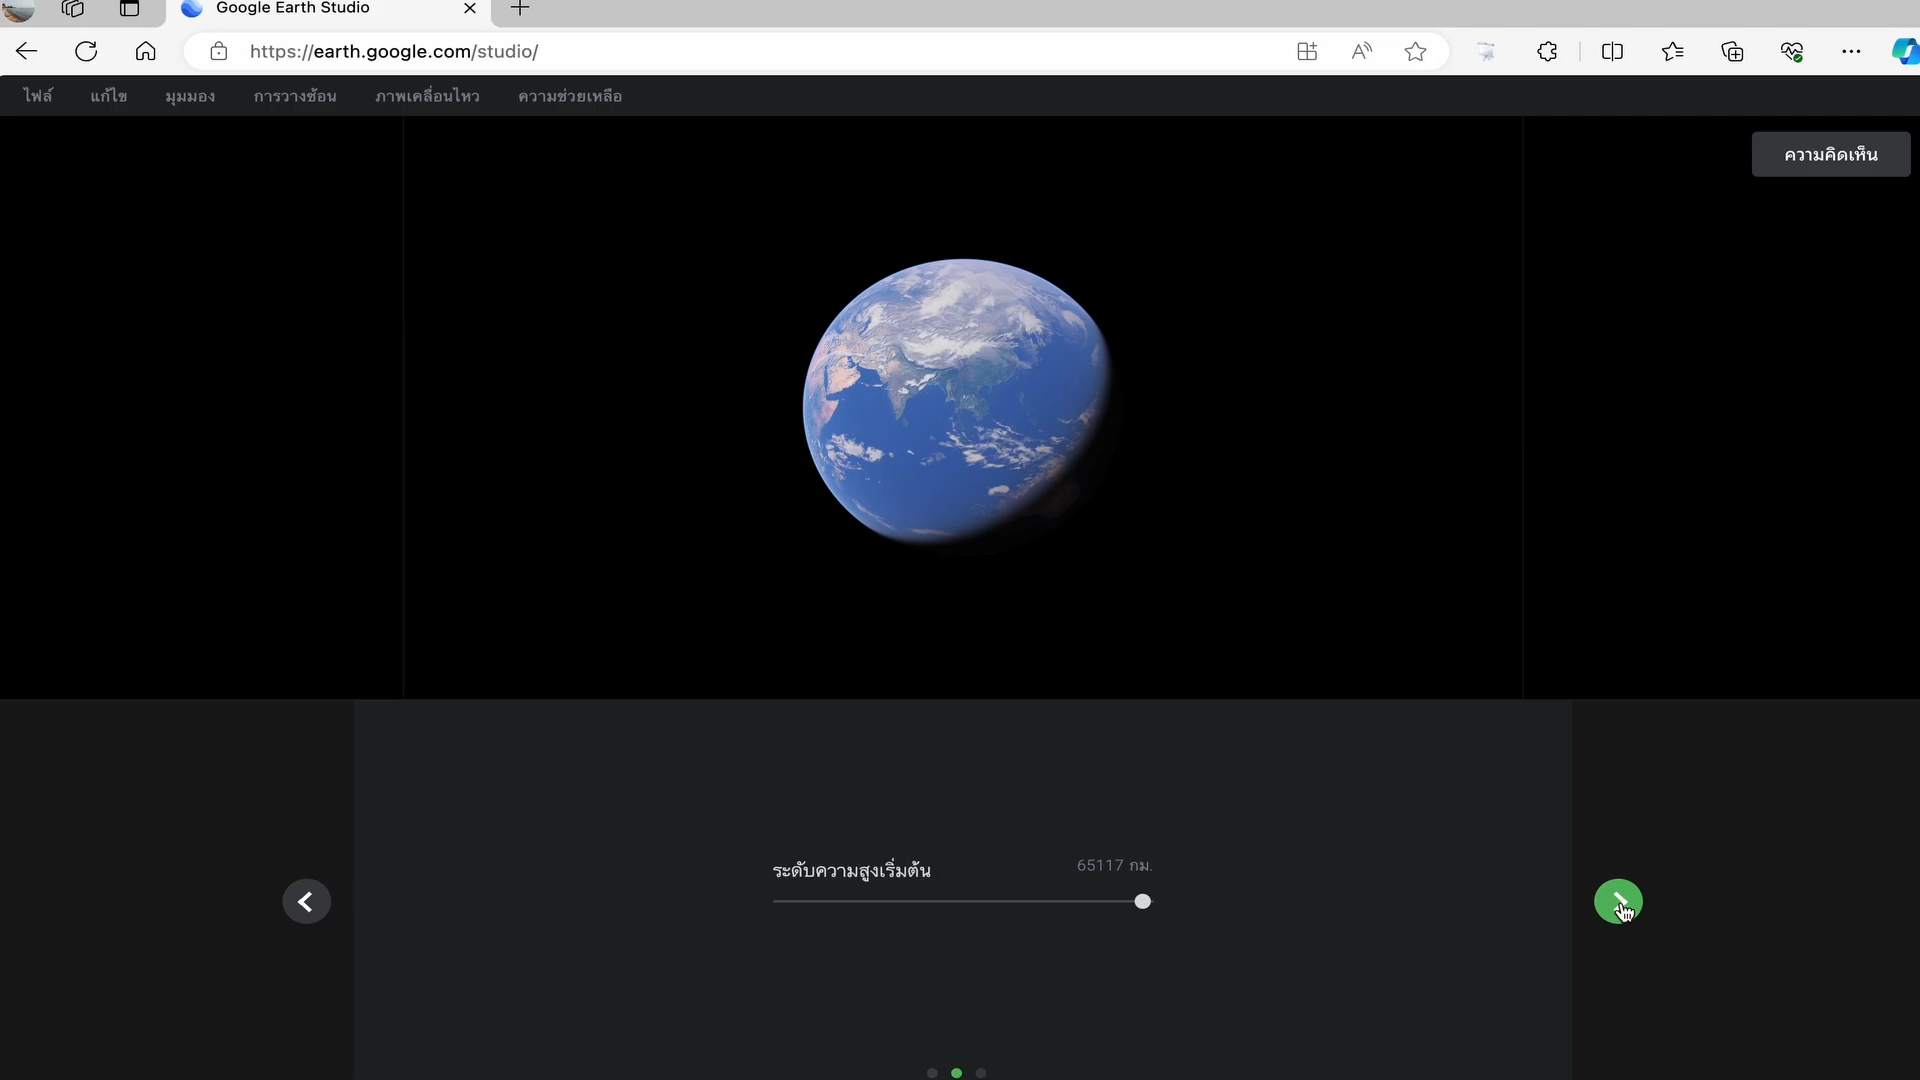 Google Earth Studio
https://earth.google.com/studio/
ไฟล์ แก้ไข มุมมอง การวางซ้อน ภาพเคลื่อนไหว ความช่วยเหลือ
ความคิดเห็น
ระดับความสูงเริ่มต้น 65117 กม.